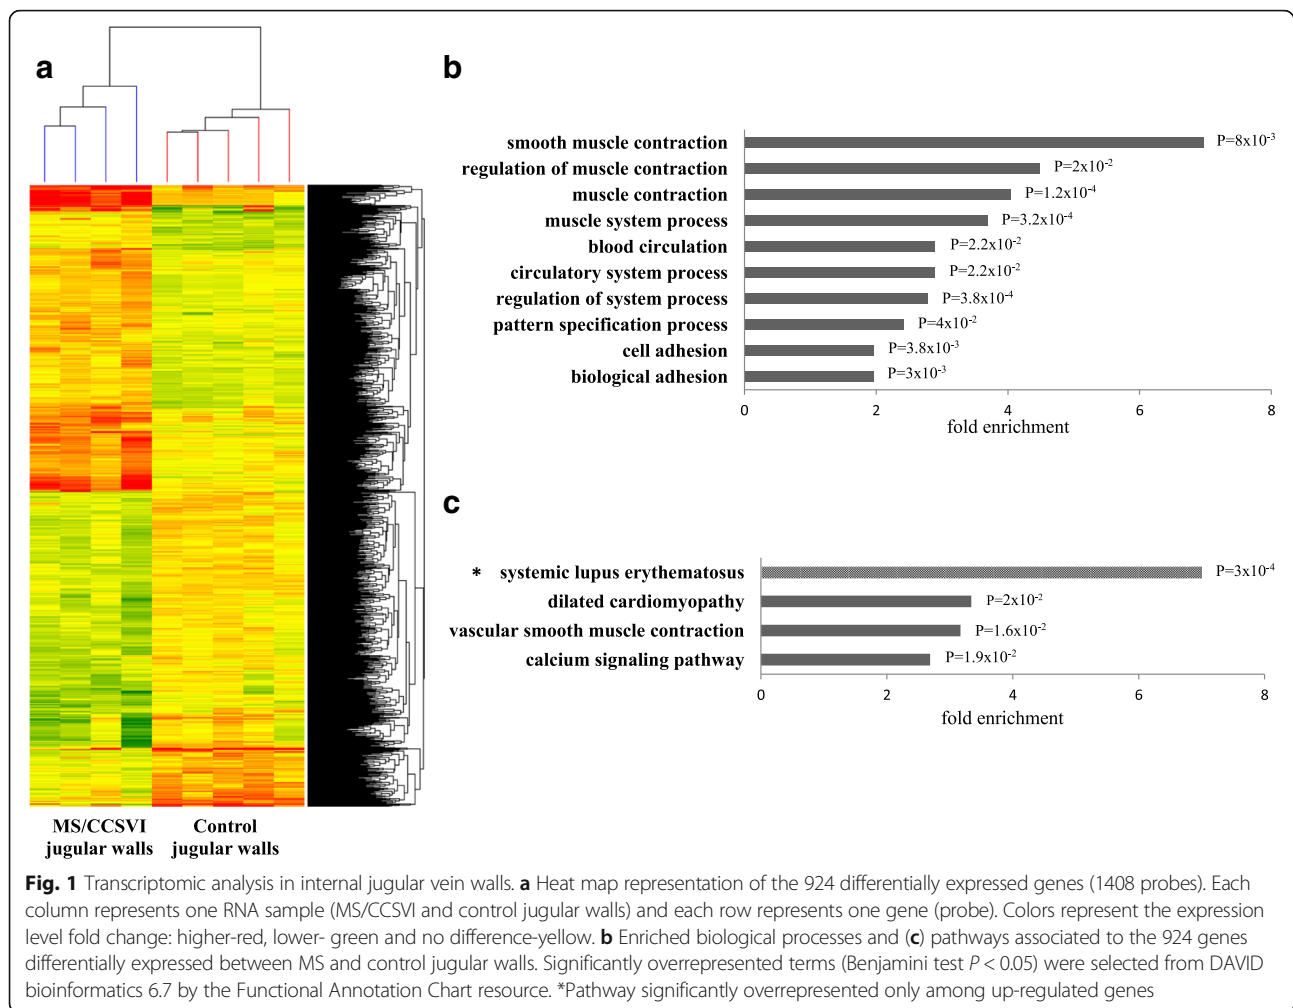 a
MS/CCSVI
jugular walls
Control
jugular walls
b
smooth muscle contraction P=8x10⁻³
regulation of muscle contraction P=2x10⁻²
muscle contraction P=1.2x10⁻⁴
muscle system process P=3.2x10⁻⁴
blood circulation P=2.2x10⁻²
circulatory system process P=2.2x10⁻²
regulation of system process P=3.8x10⁻⁴
pattern specification process P=4x10⁻²
cell adhesion P=3.8x10⁻³
biological adhesion P=3x10⁻³
0 2 4 6 8
fold enrichment
c
* systemic lupus erythematosus P=3x10⁻⁴
dilated cardiomyopathy P=2x10⁻²
vascular smooth muscle contraction P=1.6x10⁻²
calcium signaling pathway P=1.9x10⁻²
0 2 4 6 8
fold enrichment
Fig. 1 Transcriptomic analysis in internal jugular vein walls. a Heat map representation of the 924 differentially expressed genes (1408 probes). Each
column represents one RNA sample (MS/CCSVI and control jugular walls) and each row represents one gene (probe). Colors represent the expression
level fold change: higher-red, lower- green and no difference-yellow. b Enriched biological processes and (c) pathways associated to the 924 genes
differentially expressed between MS and control jugular walls. Significantly overrepresented terms (Benjamini test P < 0.05) were selected from DAVID
bioinformatics 6.7 by the Functional Annotation Chart resource. *Pathway significantly overrepresented only among up-regulated genes